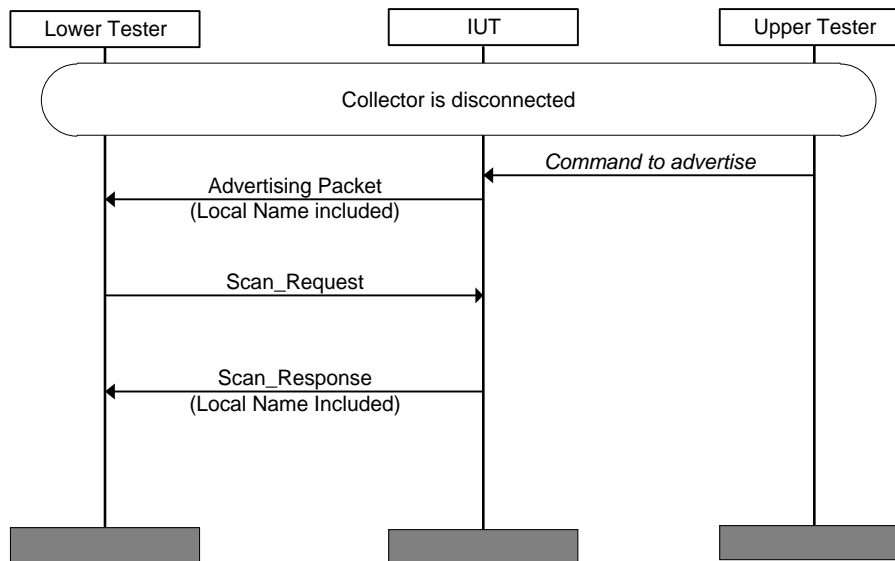 Lower Tester
IUT
Upper Tester
Collector is disconnected
Command to advertise
Advertising Packet
(Local Name included)
Scan_Request
Scan_Response
(Local Name Included)